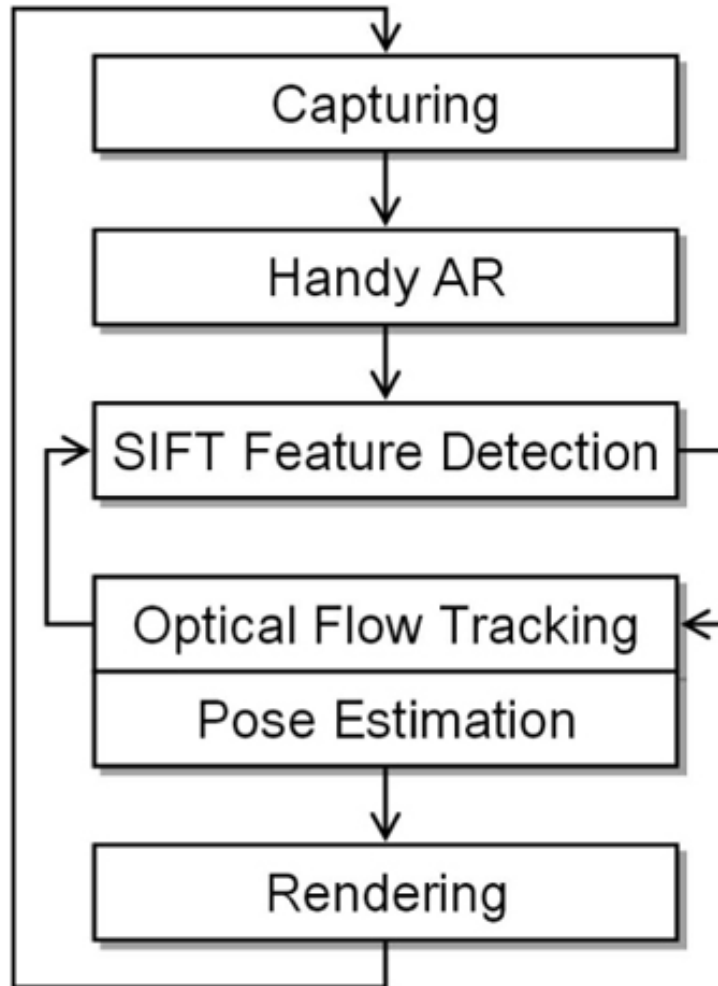 Capturing
Handy AR
SIFT Feature Detection
Optical Flow Tracking
Pose Estimation
Rendering